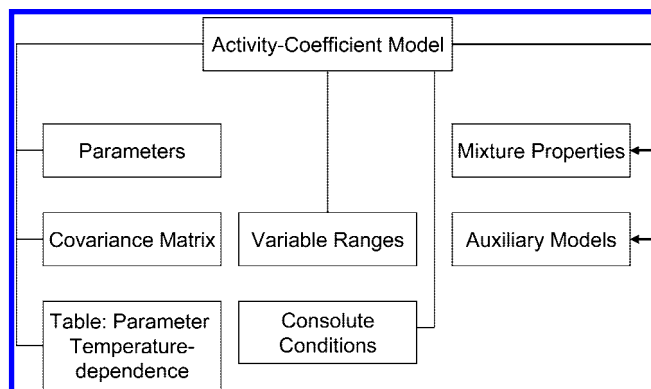 Activity-Coefficient Model
Parameters
Mixture Properties
Covariance Matrix
Variable Ranges
Auxiliary Models
Table: Parameter
Temperature-
dependence
Consolute
Conditions